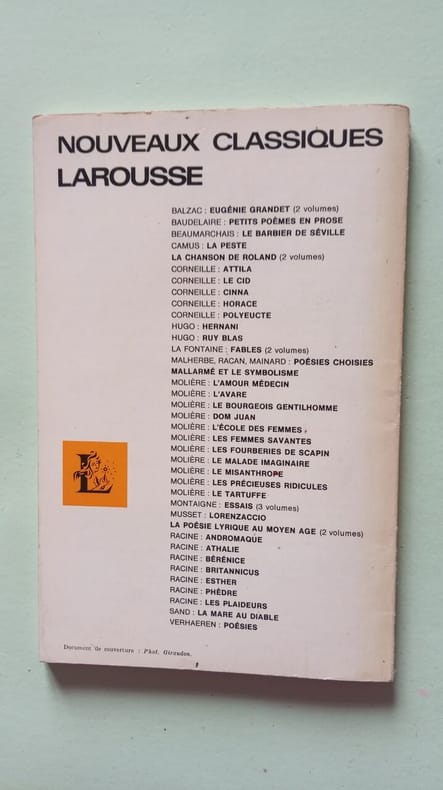 NOUVEAUX CLASSIQUES
LAROUSSE
BALZAC : EUGÉNIE GRANDET (2 volumes)
BAUDELAIRE : PETITS POÈMES EN PROSE
BEAUMARCHAIS : LE BARBIER DE SÉVILLE
CAMUS : LA PESTE
LA CHANSON DE ROLAND (2 volumes)
CORNEILLE : ATTILA
CORNEILLE : LE CID
CORNEILLE : CINNA
CORNEILLE : HORACE
CORNEILLE : POLYEUCTE
HUGO : HERNANI
HUGO : RUY BLAS
LA FONTAINE : FABLES (2 volumes)
MALHERBE, RACAN, MAINARD : POÉSIES CHOISIES
MALLARMÉ ET LE SYMBOLISME
MOLIÈRE : L'AMOUR MÉDECIN
MOLIÈRE : L'AVARE
MOLIÈRE : LE BOURGEOIS GENTILHOMME
MOLIÈRE : DOM JUAN
MOLIÈRE : L'ÉCOLE DES FEMMES
MOLIÈRE : LES FEMMES SAVANTES
MOLIÈRE : LES FOURBERIES DE SCAPIN
MOLIÈRE : LE MALADE IMAGINAIRE
MOLIÈRE : LE MISANTHROPE
MOLIÈRE : LES PRÉCIEUSES RIDICULES
MOLIÈRE : LE TARTUFFE
MONTAIGNE : ESSAIS (3 volumes)
MUSSET : LORENZACCIO
LA POÉSIE LYRIQUE AU MOYEN AGE (2 volumes)
RACINE : ANDROMAQUE
RACINE : ATHALIE
RACINE : BÉRÉNICE
RACINE : BRITANNICUS
RACINE : ESTHER
RACINE : PHÈDRE
RACINE : LES PLAIDEURS
SAND : LA MARE AU DIABLE
VERHAEREN : POÉSIES
L
Document de couverture : Phot. Giraudon.